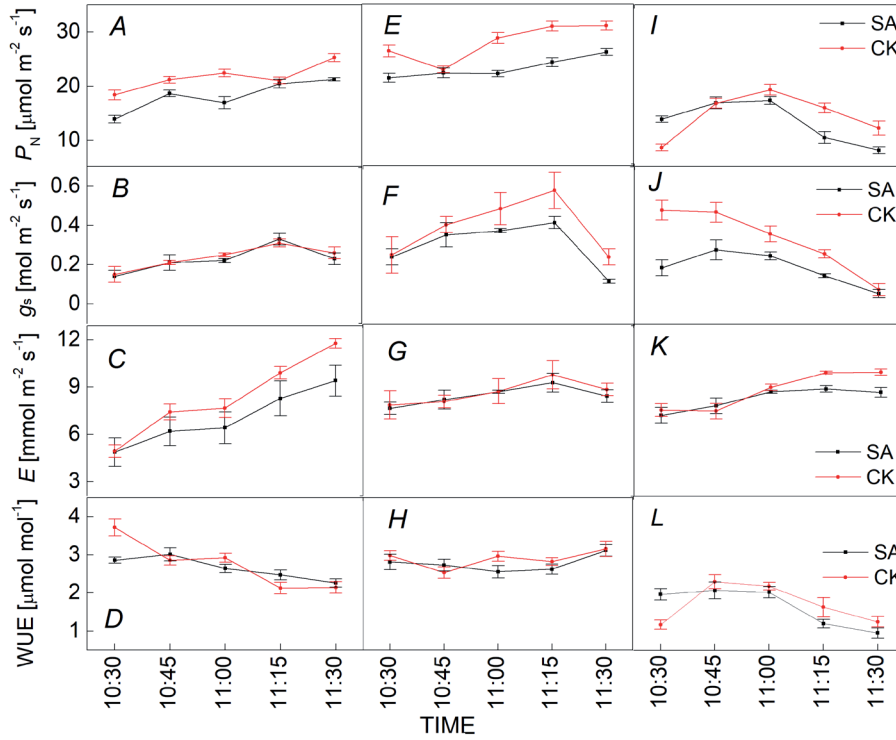 A
E
I
SA
CK
30
20
10
P_N [μmol m⁻² s⁻¹]
B
F
J
SA
CK
0.6
0.4
0.2
0
g_s [mol m⁻² s⁻¹]
C
G
K
SA
CK
12
9
6
3
E [mmol m⁻² s⁻¹]
D
H
L
SA
CK
4
3
2
1
WUE [μmol mol⁻¹]
10:30 10:45 11:00 11:15 11:30
10:30 10:45 11:00 11:15 11:30
10:30 10:45 11:00 11:15 11:30
TIME